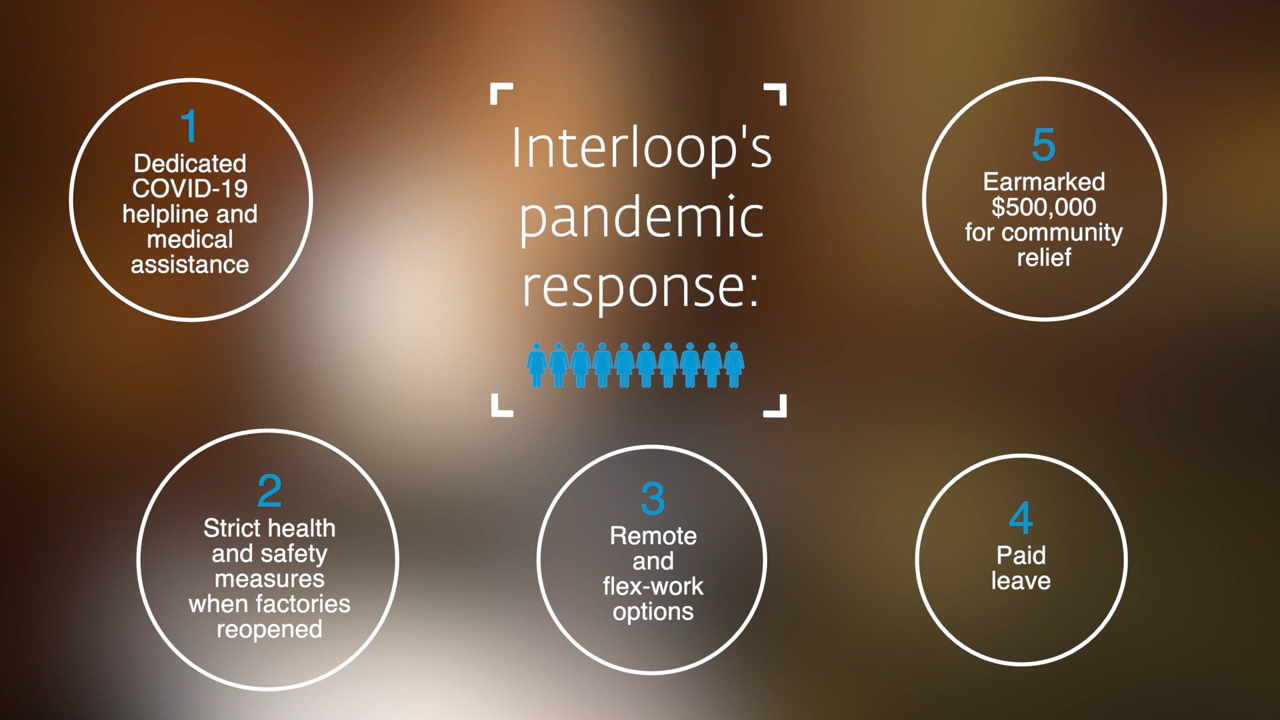 Interloop's
pandemic
response:
1
Dedicated
COVID-19
helpline and
medical
assistance
2
Strict health
and safety
measures
when factories
reopened
3
Remote
and
flex-work
options
4
Paid
leave
5
Earmarked
$500,000
for community
relief